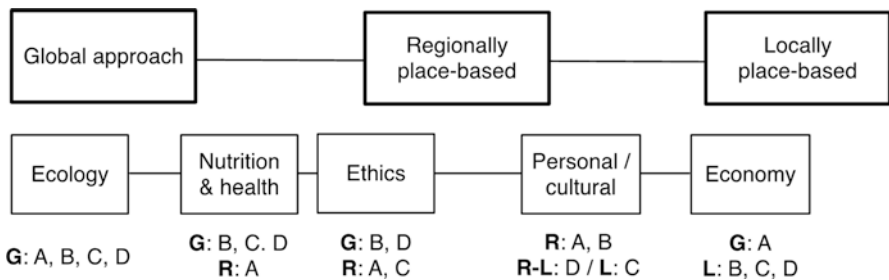 Global approach
Regionally
place-based
Locally
place-based
Ecology
Nutrition
& health
Ethics
Personal /
cultural
Economy
G: A, B, C, D
G: B, C. D
R: A
G: B, D
R: A, C
R: A, B
R-L: D / L: C
G: A
L: B, C, D